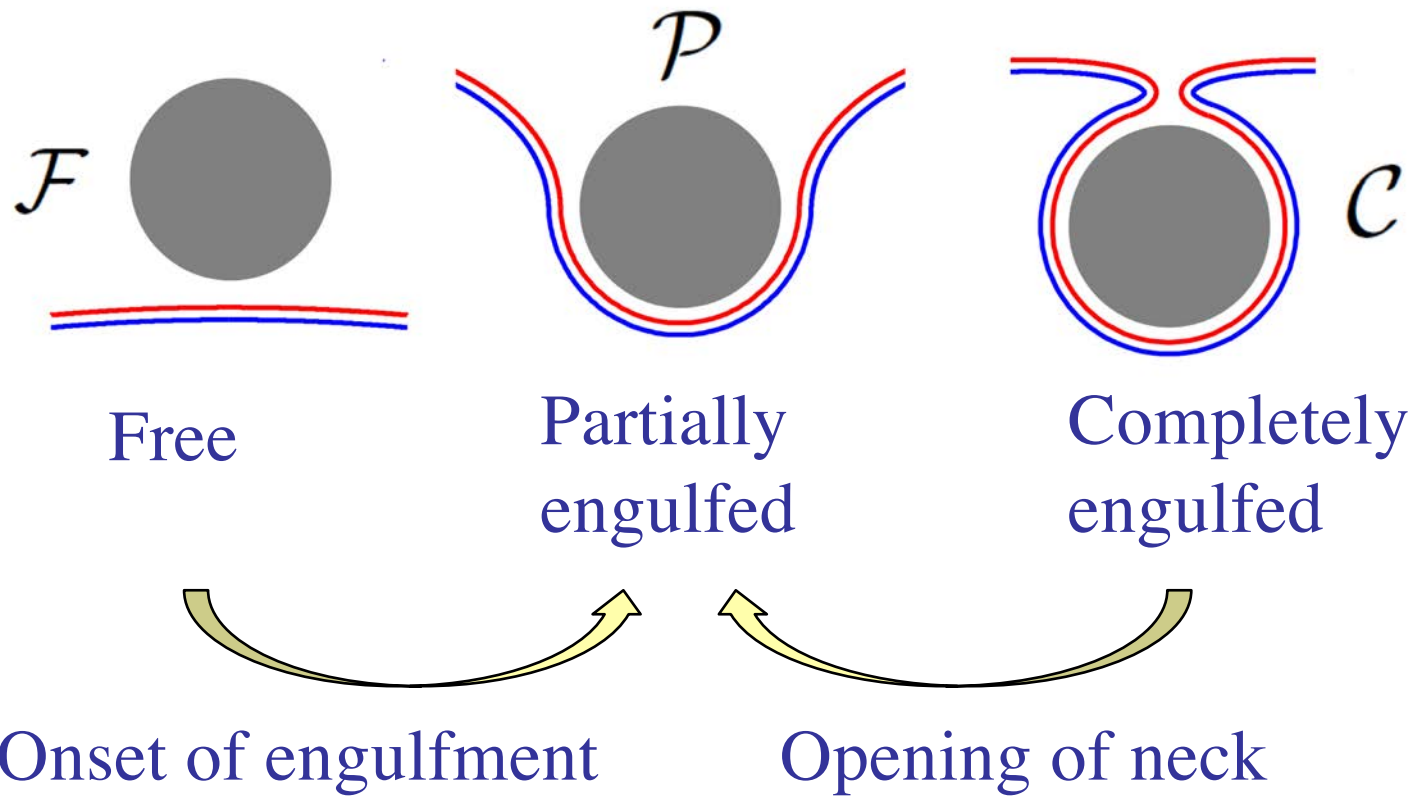 𝓕
𝓟
𝓒
Free
Partially
engulfed
Completely
engulfed
Onset of engulfment
Opening of neck